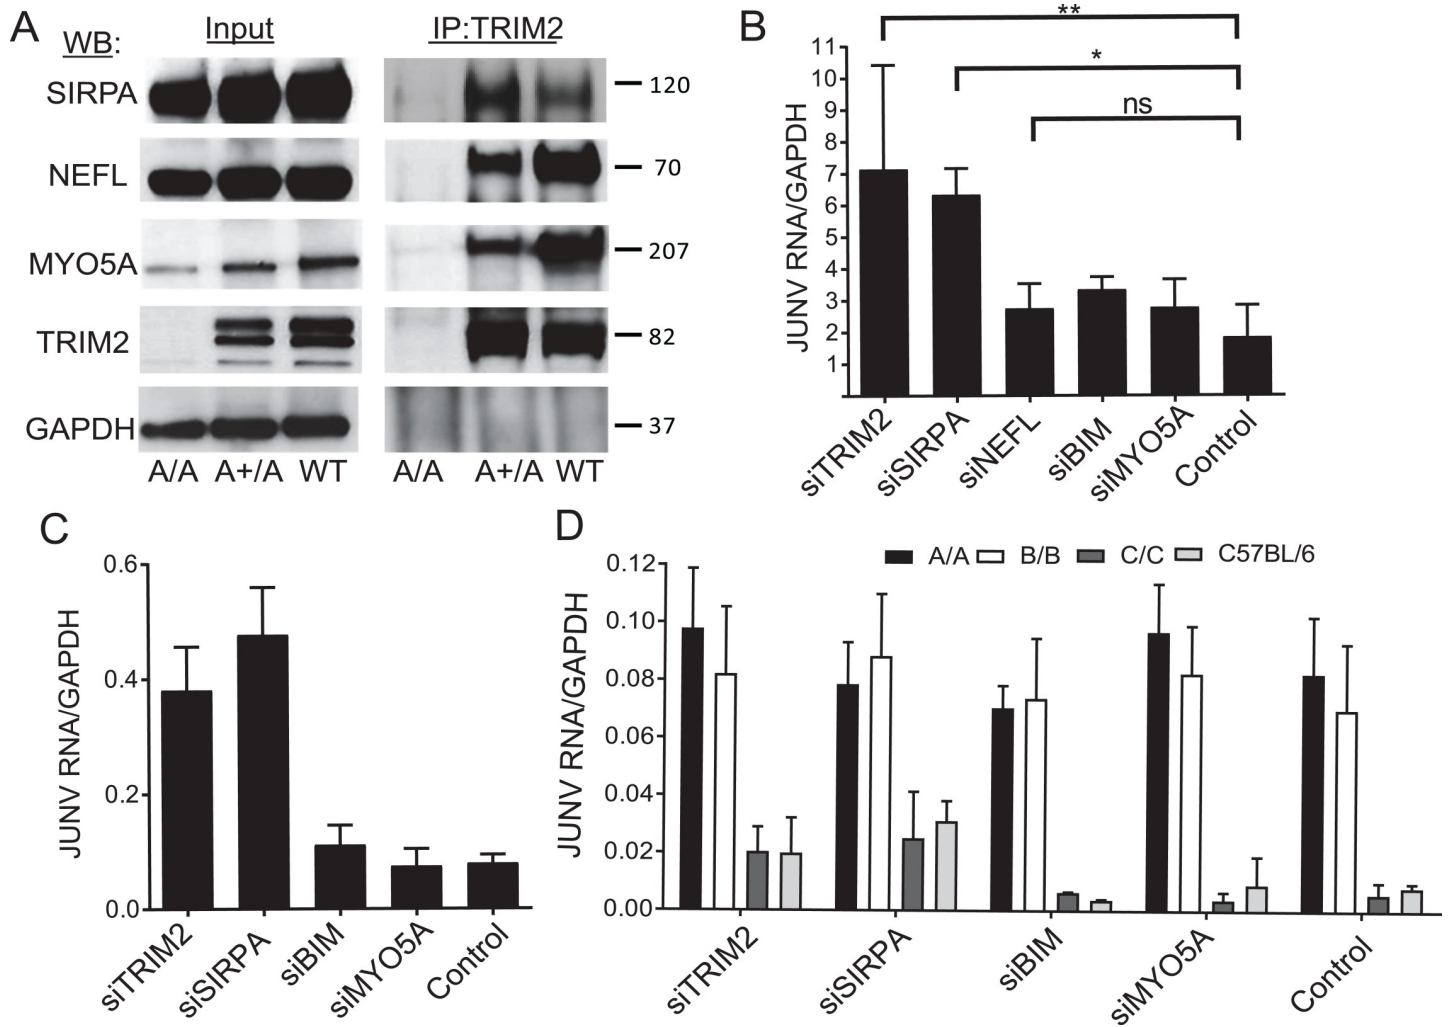 A
WB:
Input
IP:TRIM2
SIRPA
120
NEFL
70
MYO5A
207
TRIM2
82
GAPDH
37
A/A A+/A WT
A/A A+/A WT
B
**
*
ns
JUNV RNA/GAPDH
11
10
9
8
7
6
5
4
3
2
1
siTRIM2
siSIRPA
siNEFL
siBIM
siMYO5A
Control
C
JUNV RNA/GAPDH
0.6
0.4
0.2
0.0
siTRIM2
siSIRPA
siBIM
siMYO5A
Control
D
A/A B/B C/C C57BL/6
JUNV RNA/GAPDH
0.12
0.10
0.08
0.06
0.04
0.02
0.00
siTRIM2
siSIRPA
siBIM
siMYO5A
Control